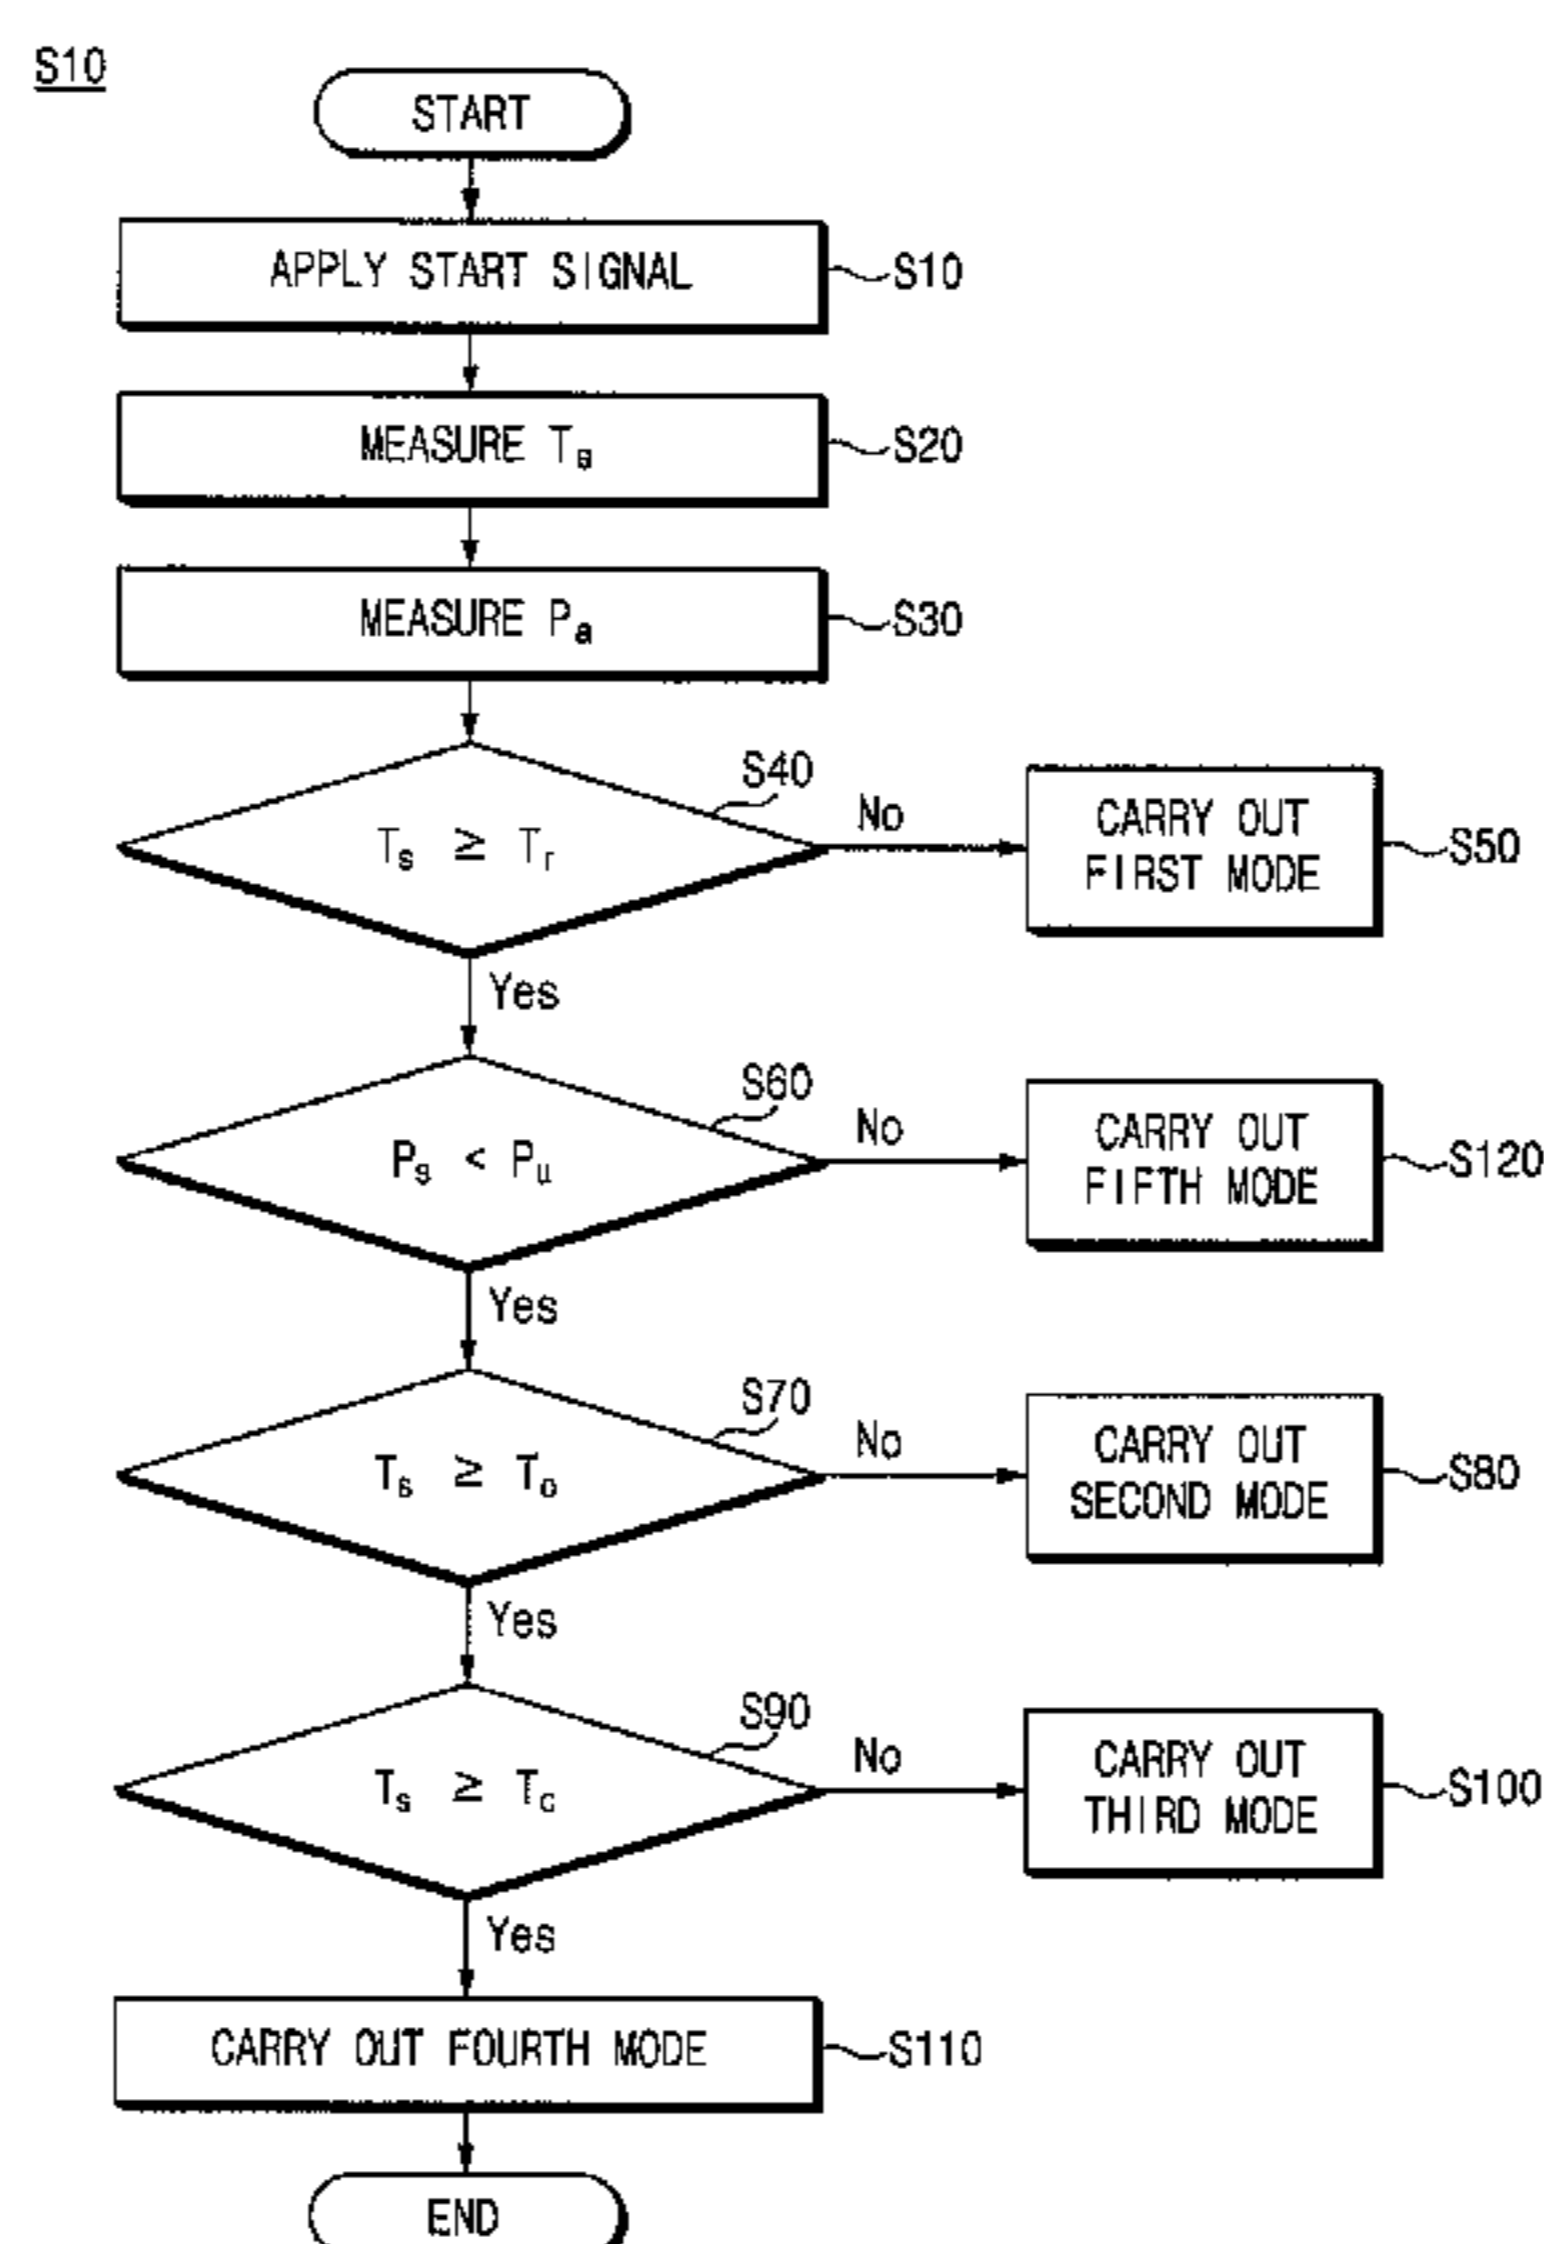 S10
START
APPLY START SIGNAL
S10
MEASURE Ts
S20
MEASURE Pa
S30
S40
Ts ≥ Tr
No
CARRY OUT
FIRST MODE
S50
Yes
S60
Ps < Pu
No
CARRY OUT
FIFTH MODE
S120
Yes
S70
Ts ≥ To
No
CARRY OUT
SECOND MODE
S80
Yes
S90
Ts ≥ Tc
No
CARRY OUT
THIRD MODE
S100
Yes
CARRY OUT FOURTH MODE
S110
END